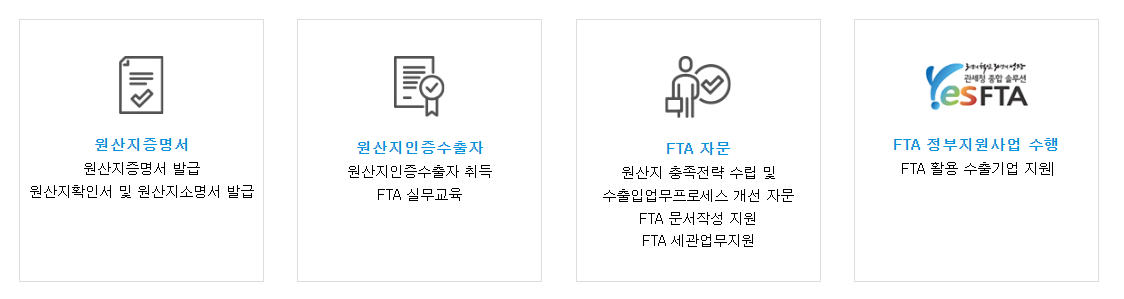 원산지증명서
원산지증명서 발급
원산지확인서 및 원산지소명서 발급
원산지인증수출자
원산지인증수출자 취득
FTA 실무교육
FTA 자문
원산지 충족전략 수립 및
수출입업무프로세스 개선 자문
FTA 문서작성 지원
FTA 세관업무지원
관세청 종합 솔루션
YesFTA
FTA 정부지원사업 수행
FTA 활용 수출기업 지원